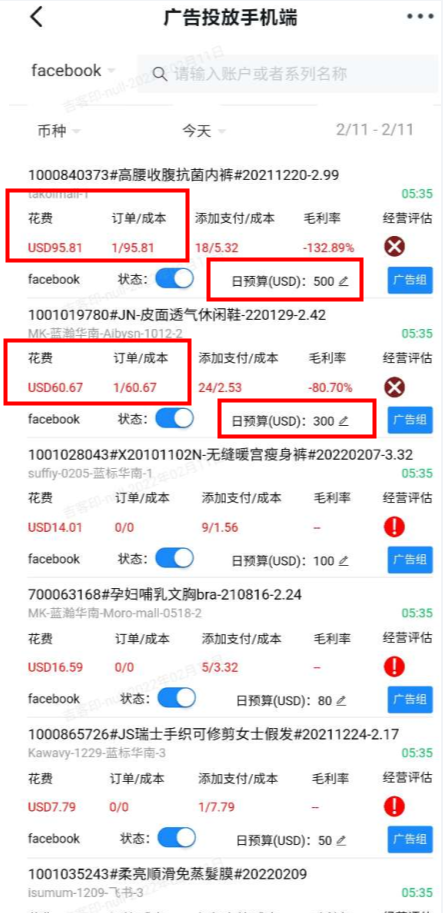 广告投放手机端
facebook
请输入账户或者系列名称
币种 今天 2/11 - 2/11
1000840373#高腰收腹抗菌内裤#20211220-2.99
05:35
花费 订单/成本 添加支付/成本 毛利率 经营评估
USD95.81 1/95.81 18/5.32 -132.89%
facebook 状态: 日预算(USD): 500 广告组
1001019780#JN-皮面透气休闲鞋-220129-2.42
MK-蓝瀚华南-Aibysn-1012-2 05:35
花费 订单/成本 添加支付/成本 毛利率 经营评估
USD60.67 1/60.67 24/2.53 -80.70%
facebook 状态: 日预算(USD): 300 广告组
1001028043#X20101102N-无缝暖宫瘦身裤#20220207-3.32
suffiy-0205-蓝标华南-1 05:35
花费 订单/成本 添加支付/成本 毛利率 经营评估
USD14.01 0/0 9/1.56 –
facebook 状态: 日预算(USD): 100 广告组
700063168#孕妇哺乳文胸bra-210816-2.24
MK-蓝瀚华南-Moro-mall-0518-2 05:35
花费 订单/成本 添加支付/成本 毛利率 经营评估
USD16.59 0/0 5/3.32 –
facebook 状态: 日预算(USD): 80 广告组
1000865726#JS瑞士手织可修剪女士假发#20211224-2.17
Kawavy-1229-蓝标华南-3 05:35
花费 订单/成本 添加支付/成本 毛利率 经营评估
USD7.79 0/0 1/7.79 –
facebook 状态: 日预算(USD): 50 广告组
1001035243#柔亮順滑免蒸髮膜#20220209
isumum-1209-飞书-3 05:35